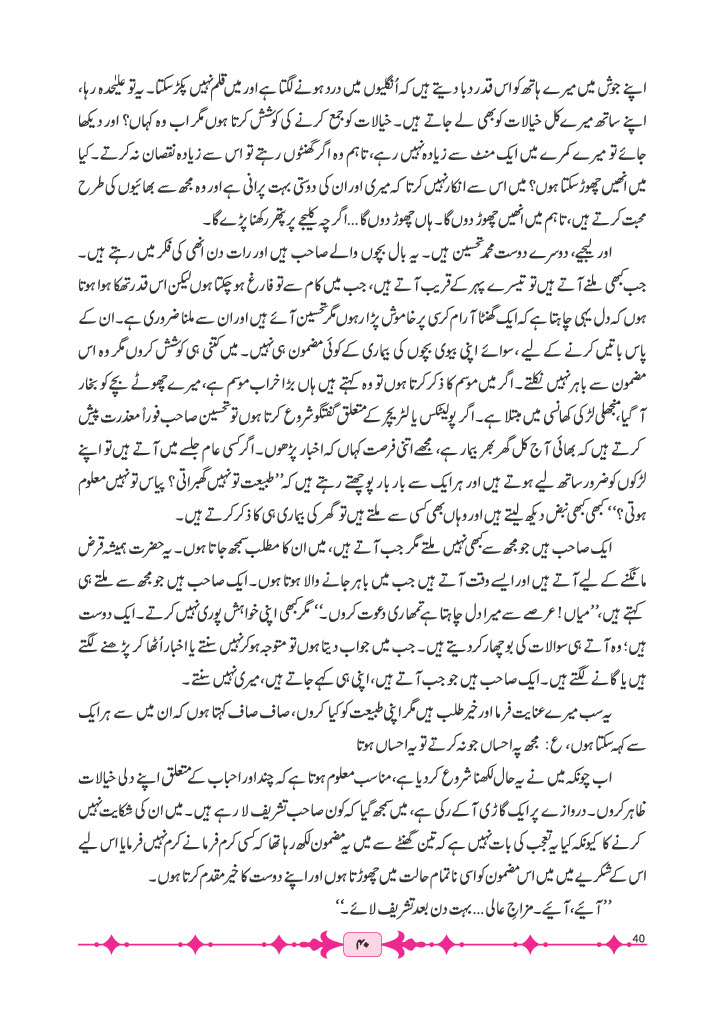 اپنے جوش میں میرے ہاتھ کو اس قدر دبا دیتے ہیں کہ اُنگلیوں میں درد ہونے لگتا ہے اور میں قلم نہیں پکڑ سکتا۔ یہ تو علیٰحدہ رہا،
اپنے ساتھ میرے کل خیالات کو بھی لے جاتے ہیں۔ خیالات کو جمع کرنے کی کوشش کرتا ہوں مگر اب وہ کہاں؟ اور دیکھا
جائے تو میرے کمرے میں ایک منٹ سے زیادہ نہیں رہے، تاہم وہ اگر گھنٹوں رہتے تو اس سے زیادہ نقصان نہ کرتے۔ کیا
میں انھیں چھوڑ سکتا ہوں؟ میں اس سے انکار نہیں کرتا کہ میری اور ان کی دوستی بہت پرانی ہے اور وہ مجھ سے بھائیوں کی طرح
محبت کرتے ہیں، تاہم میں انھیں چھوڑ دوں گا۔ ہاں چھوڑ دوں گا... اگر چہ کلیجے پر پتھر رکھنا پڑے گا۔
اور لیجیے، دوسرے دوست محمد تحسین ہیں۔ یہ بال بچوں والے صاحب ہیں اور رات دن انھی کی فکر میں رہتے ہیں۔
جب کبھی ملنے آتے ہیں تو تیسرے پہر کے قریب آتے ہیں، جب میں کام سے تو فارغ ہو چکتا ہوں لیکن اس قدر تھکا ہوا ہوتا
ہوں کہ دل یہی چاہتا ہے کہ ایک گھنٹا آرام کرسی پر خاموش پڑا رہوں مگر تحسین آئے ہیں اور ان سے ملنا ضروری ہے۔ ان کے
پاس باتیں کرنے کے لیے ، سوائے اپنی بیوی بچوں کی بیماری کے کوئی مضمون ہی نہیں۔ میں کتنی ہی کوشش کروں مگر وہ اس
مضمون سے باہر نہیں نکلتے۔ اگر میں موسم کا ذکر کرتا ہوں تو وہ کہتے ہیں ہاں بڑا خراب موسم ہے، میرے چھوٹے بچے کو بخار
آ گیا، منجھلی لڑکی کھانسی میں مبتلا ہے۔ اگر پولیٹکس یا لٹریچر کے متعلق گفتگو شروع کرتا ہوں تو تحسین صاحب فوراً معذرت پیش
کرتے ہیں کہ بھائی آج کل گھر بھر بیمار ہے، مجھے اتنی فرصت کہاں کہ اخبار پڑھوں۔ اگر کسی عام جلسے میں آتے ہیں تو اپنے
لڑکوں کو ضرور ساتھ لیے ہوتے ہیں اور ہر ایک سے بار بار پوچھتے رہتے ہیں کہ ”طبیعت تو نہیں گھبراتی؟ پیاس تو نہیں معلوم
ہوتی؟“ کبھی کبھی نبض دیکھ لیتے ہیں اور وہاں بھی کسی سے ملتے ہیں تو گھر کی بیماری ہی کا ذکر کرتے ہیں۔
ایک صاحب ہیں جو مجھ سے کبھی نہیں ملتے مگر جب آتے ہیں، میں ان کا مطلب سمجھ جاتا ہوں۔ یہ حضرت ہمیشہ قرض
مانگنے کے لیے آتے ہیں اور ایسے وقت آتے ہیں جب میں باہر جانے والا ہوتا ہوں۔ ایک صاحب ہیں جو مجھ سے ملتے ہی
کہتے ہیں، ”میاں! عرصے سے میرا دل چاہتا ہے تمھاری دعوت کروں۔“ مگر کبھی اپنی خواہش پوری نہیں کرتے۔ ایک دوست
ہیں؛ وہ آتے ہی سوالات کی بوچھار کر دیتے ہیں۔ جب میں جواب دیتا ہوں تو متوجہ ہو کر نہیں سنتے یا اخبار اُٹھا کر پڑھنے لگتے
ہیں یا گانے لگتے ہیں۔ ایک صاحب ہیں جو جب آتے ہیں، اپنی ہی کہے جاتے ہیں، میری نہیں سنتے۔
یہ سب میرے عنایت فرما اور خیر طلب ہیں مگر اپنی طبیعت کو کیا کروں، صاف صاف کہتا ہوں کہ ان میں سے ہر ایک
سے کہہ سکتا ہوں، ع: مجھ پہ احساں جو نہ کرتے تو یہ احساں ہوتا
اب چونکہ میں نے یہ حال لکھنا شروع کر دیا ہے، مناسب معلوم ہوتا ہے کہ چند اور احباب کے متعلق اپنے دلی خیالات
ظاہر کروں۔ دروازے پر ایک گاڑی آ کے رکی ہے، میں سمجھ گیا کہ کون صاحب تشریف لا رہے ہیں۔ میں ان کی شکایت نہیں
کرنے کا کیونکہ کیا یہ تعجب کی بات نہیں ہے کہ تین گھنٹے سے میں یہ مضمون لکھ رہا تھا کہ کسی کرم فرما نے کرم نہیں فرمایا اس لیے
اس کے شکریے میں میں اس مضمون کو اسی نا تمام حالت میں چھوڑتا ہوں اور اپنے دوست کا خیر مقدم کرتا ہوں۔
”آئیے، آئیے۔ مزاجِ عالی... بہت دن بعد تشریف لائے۔“
40
۴۰